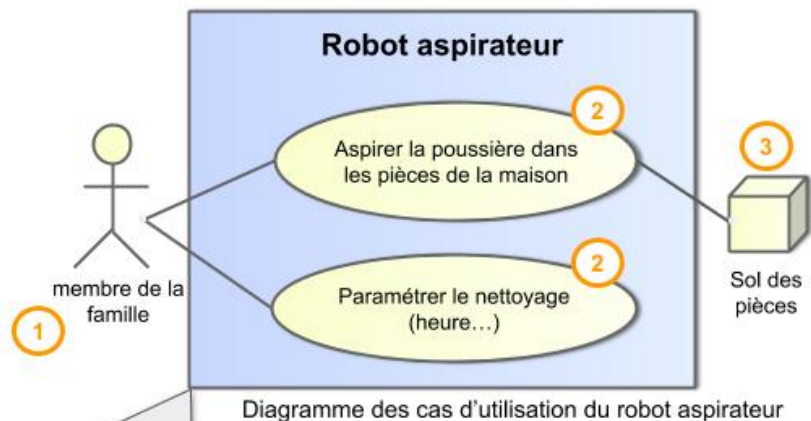 Robot aspirateur
2
Aspirer la poussière dans
les pièces de la maison
3
membre de la
famille
1
2
Paramétrer le nettoyage
(heure…)
Sol des
pièces
Diagramme des cas d'utilisation du robot aspirateur